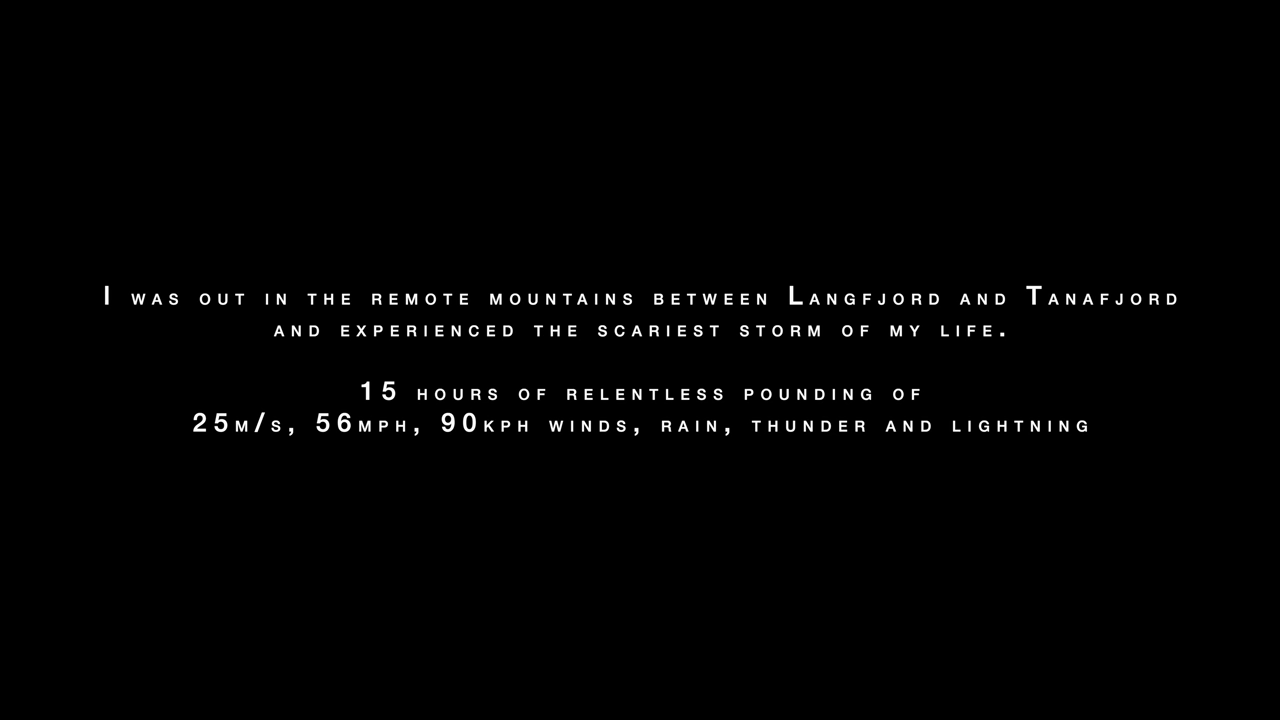 I was out in the remote mountains between Langfjord and Tanafjord
and experienced the scariest storm of my life.
15 hours of relentless pounding of
25m/s, 56mph, 90kph winds, rain, thunder and lightning